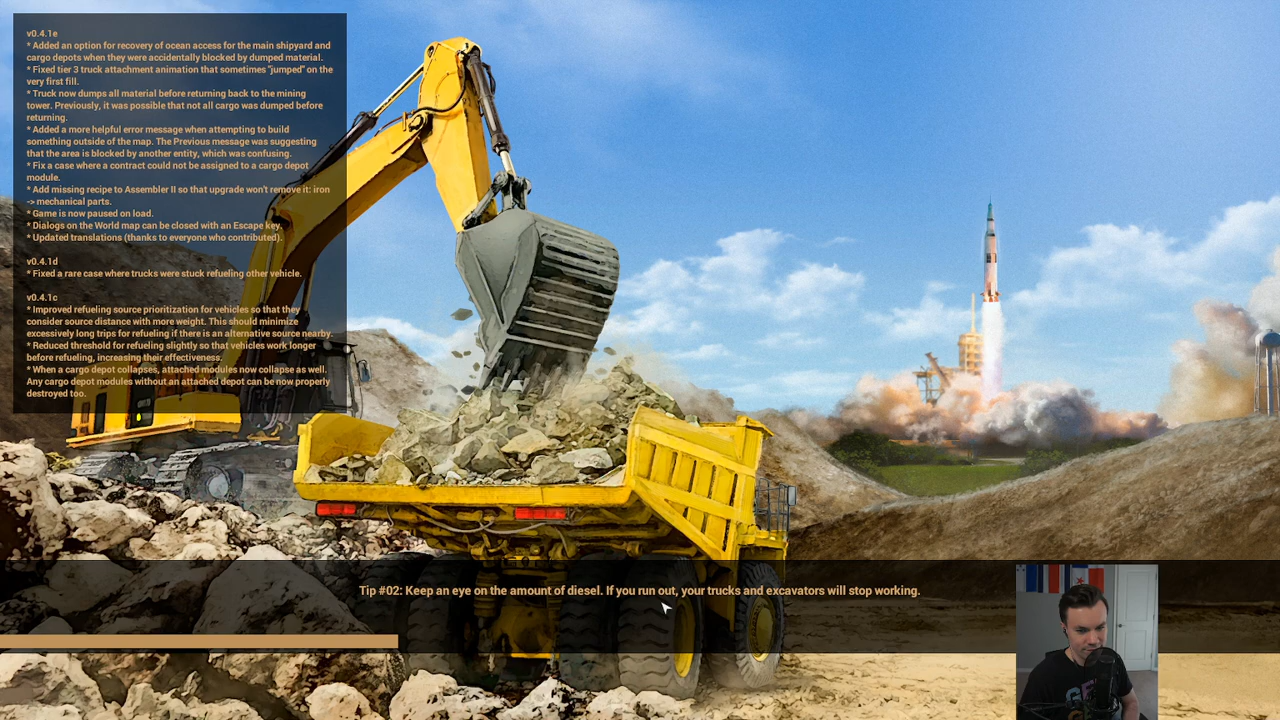 v0.4.1e
* Added an option for recovery of ocean access for the main shipyard and
cargo depots when they were accidentally blocked by dumped material.
* Fixed tier 3 truck attachment animation that sometimes "jumped" on the
very first fill.
* Truck now dumps all material before returning back to the mining
tower. Previously, it was possible that not all cargo was dumped before
returning.
* Added a more helpful error message when attempting to build
something outside of the map. The Previous message was suggesting
that the area is blocked by another entity, which was confusing.
* Fix a case where a contract could not be assigned to a cargo depot
module.
* Add missing recipe to Assembler II so that upgrade won't remove it: iron
-> mechanical parts.
* Game is now paused on load.
* Dialogs on the World map can be closed with an Escape key.
* Updated translations (thanks to everyone who contributed).
v0.4.1d
* Fixed a rare case where trucks were stuck refueling other vehicle.
v0.4.1c
* Improved refueling source prioritization for vehicles so that they
consider source distance with more weight. This should minimize
excessively long trips for refueling if there is an alternative source nearby.
* Reduced threshold for refueling slightly so that vehicles work longer
before refueling, increasing their effectiveness.
* When a cargo depot collapses, attached modules now collapse as well.
Any cargo depot modules without an attached depot can be now properly
destroyed too.
Tip #02: Keep an eye on the amount of diesel. If you run out, your trucks and excavators will stop working.